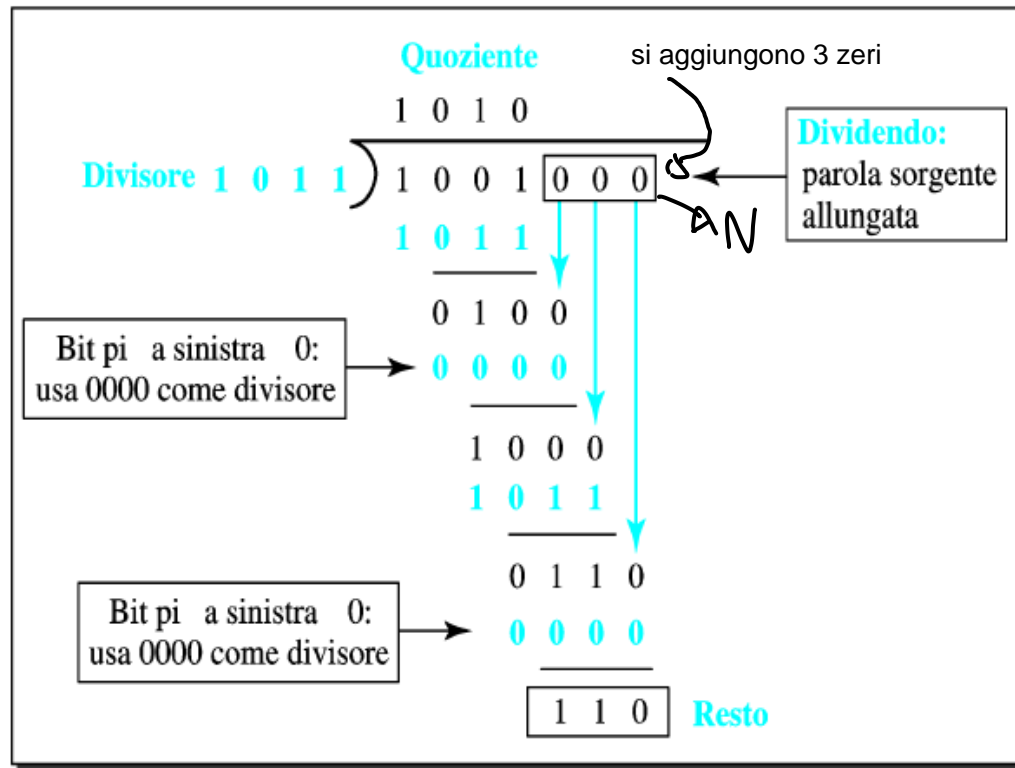 Quoziente
si aggiungono 3 zeri
1 0 1 0
Divisore 1 0 1 1
1 0 0 1 0 0 0
Dividendo:
parola sorgente
allungata
N
1 0 1 1
0 1 0 0
Bit pi a sinistra 0:
usa 0000 come divisore
0 0 0 0
1 0 0 0
1 0 1 1
0 1 1 0
Bit pi a sinistra 0:
usa 0000 come divisore
0 0 0 0
1 1 0 Resto